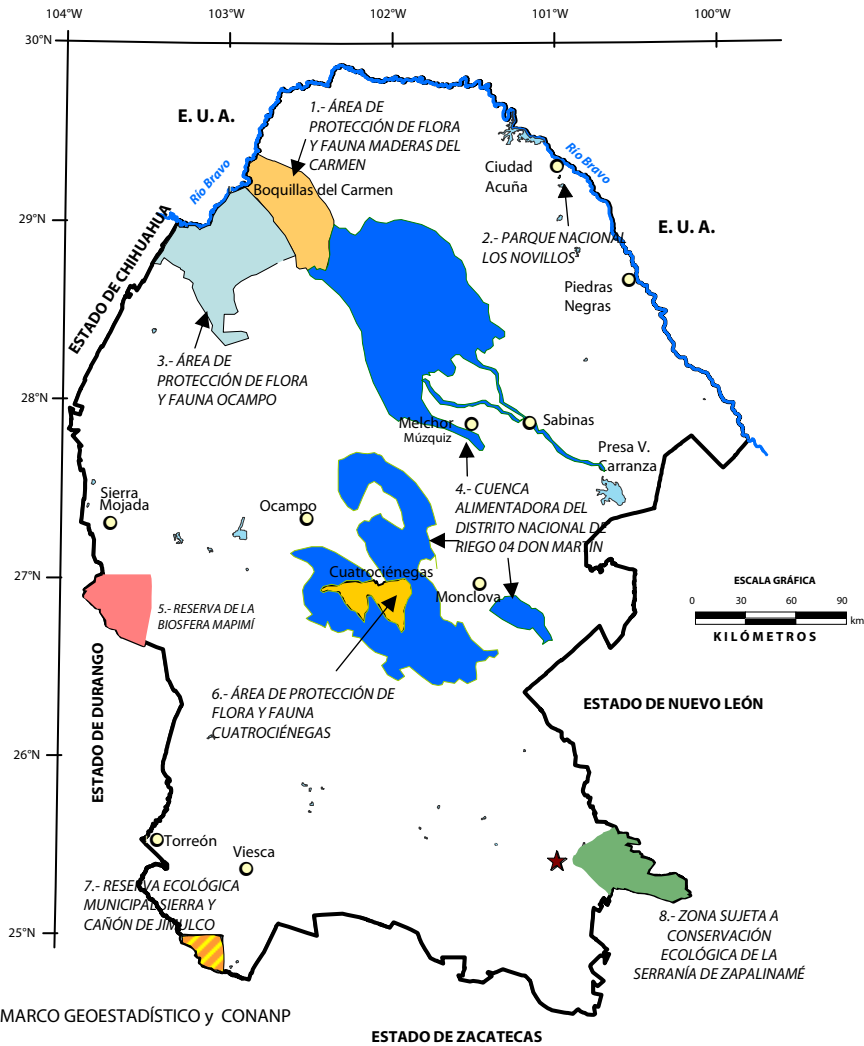 104°W
103°W
102°W
101°W
100°W
30°N
E. U. A.
1.- ÁREA DE
PROTECCIÓN DE FLORA
Y FAUNA MADERAS DEL
CARMEN
Río Bravo
Boquillas del Carmen
Ciudad
Acuña
Río Bravo
29°N
ESTADO DE CHIHUAHUA
2.- PARQUE NACIONAL
LOS NOVILLOS
E. U. A.
Piedras
Negras
3.- ÁREA DE
PROTECCIÓN DE FLORA
Y FAUNA OCAMPO
28°N
Melchor
Múzquiz
Sabinas
Presa V.
Carranza
Sierra
Mojada
Ocampo
4.- CUENCA
ALIMENTADORA DEL
DISTRITO NACIONAL DE
RIEGO 04 DON MARTIN
27°N
Cuatrociénegas
Monclova
5.- RESERVA DE LA
BIOSFERA MAPIMÍ
ESCALA GRÁFICA
0 30 60 90
km
KILÓMETROS
ESTADO DE DURANGO
6.- ÁREA DE PROTECCIÓN DE
FLORA Y FAUNA
CUATROCIÉNEGAS
ESTADO DE NUEVO LEÓN
26°N
Torreón
Viesca
7.- RESERVA ECOLÓGICA
MUNICIPAL SIERRA Y
CAÑÓN DE JIMULCO
25°N
8.- ZONA SUJETA A
CONSERVACIÓN
ECOLÓGICA DE LA
SERRANÍA DE ZAPALINAMÉ
MARCO GEOESTADÍSTICO y CONANP
ESTADO DE ZACATECAS